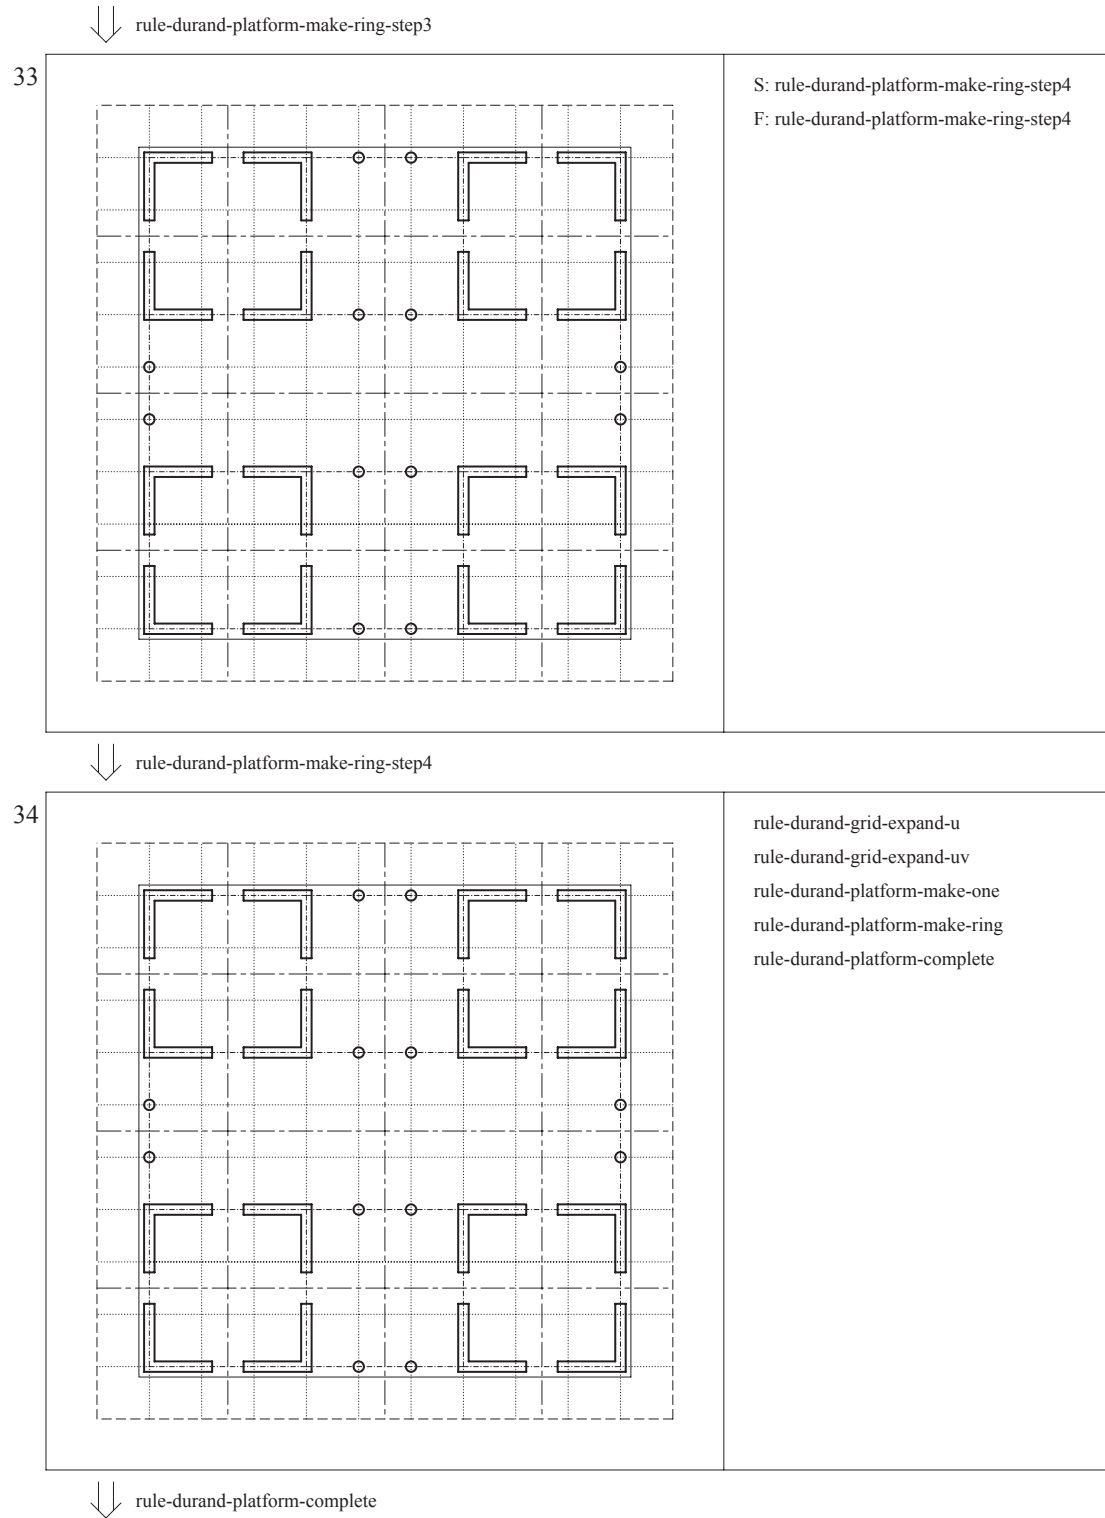 rule-durand-platform-make-ring-step3
33
S: rule-durand-platform-make-ring-step4
F: rule-durand-platform-make-ring-step4
rule-durand-platform-make-ring-step4
34
rule-durand-grid-expand-u
rule-durand-grid-expand-uv
rule-durand-platform-make-one
rule-durand-platform-make-ring
rule-durand-platform-complete
rule-durand-platform-complete